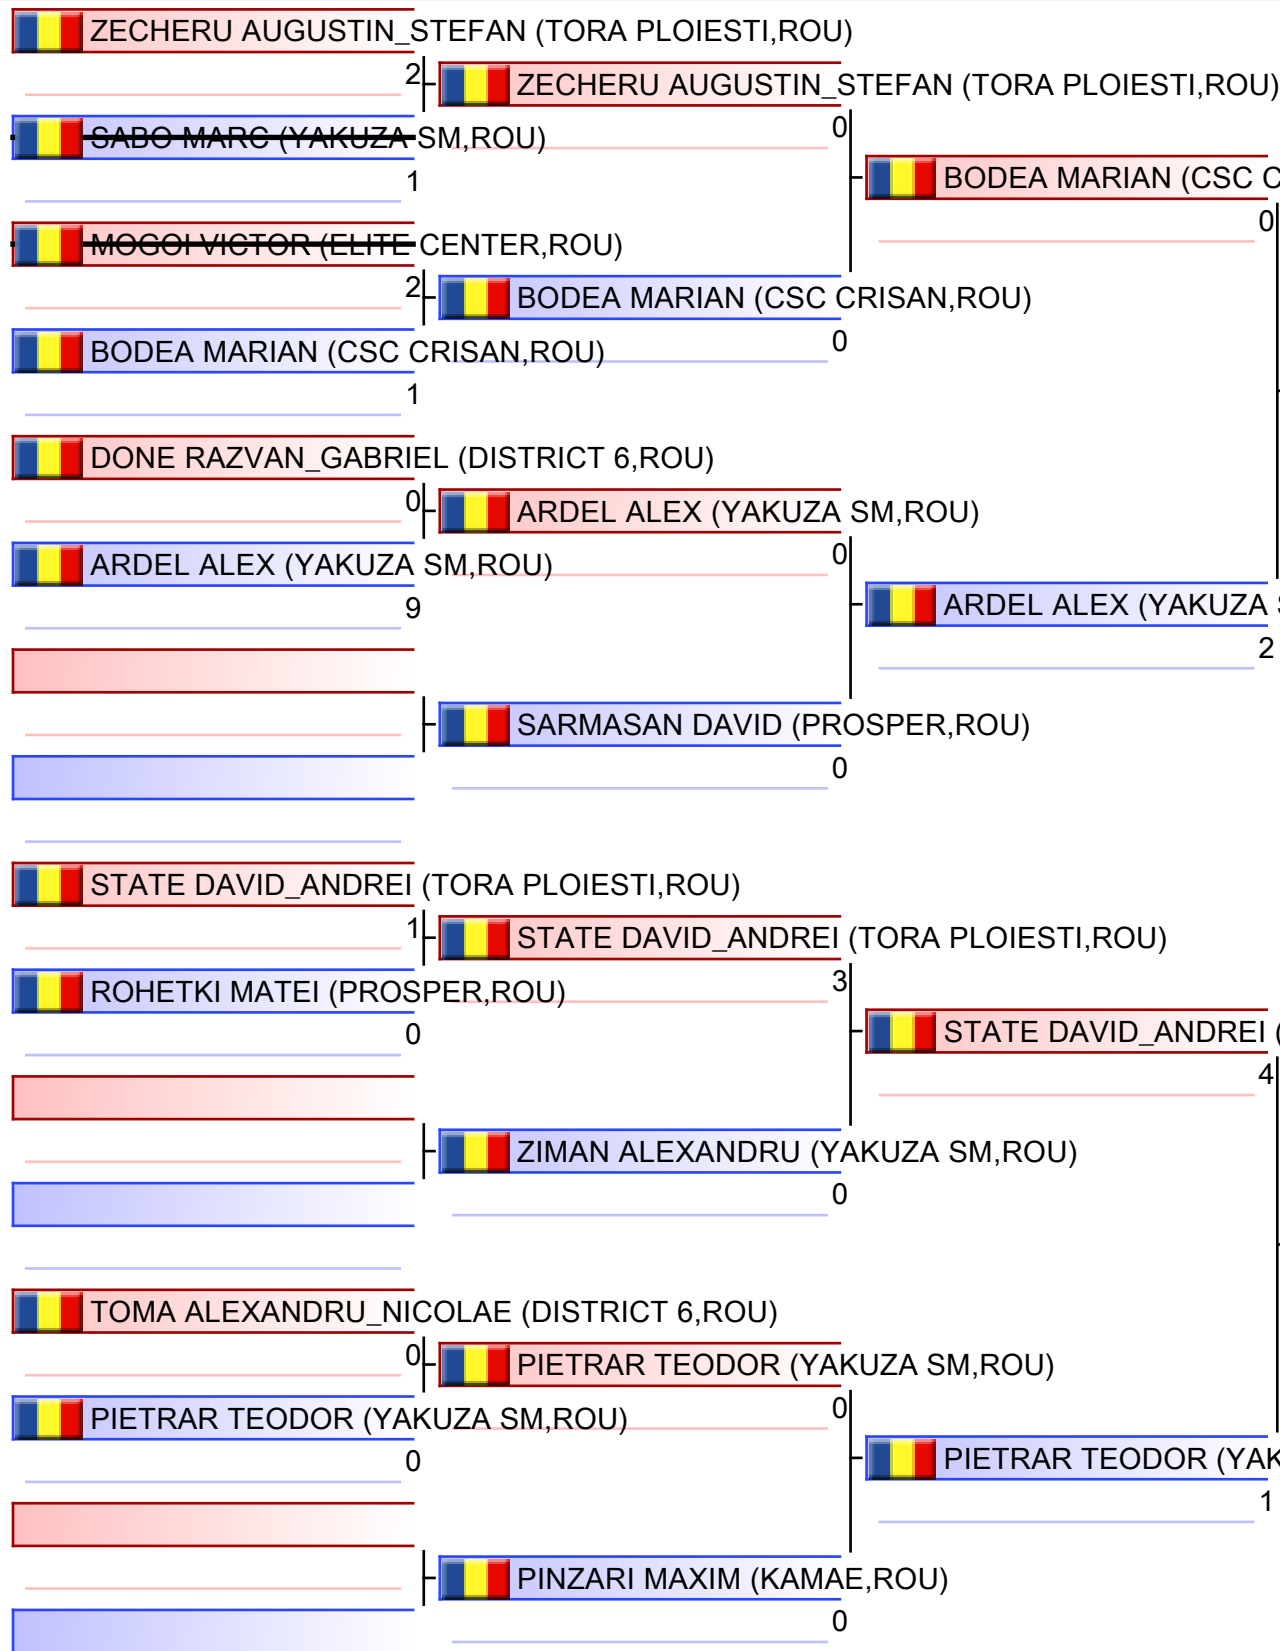 ZECHERU AUGUSTIN_STEFAN (TORA PLOIESTI,ROU)
2
SABO MARC (YAKUZA SM,ROU)
1
MOGOI VICTOR (ELITE CENTER,ROU)
2
BODEA MARIAN (CSC CRISAN,ROU)
1
DONE RAZVAN_GABRIEL (DISTRICT 6,ROU)
0
ARDEL ALEX (YAKUZA SM,ROU)
9
STATE DAVID_ANDREI (TORA PLOIESTI,ROU)
1
ROHETKI MATEI (PROSPER,ROU)
0
TOMA ALEXANDRU_NICOLAE (DISTRICT 6,ROU)
0
PIETRAR TEODOR (YAKUZA SM,ROU)
0
ZECHERU AUGUSTIN_STEFAN (TORA PLOIESTI,ROU)
0
BODEA MARIAN (CSC CRISAN,ROU)
0
ARDEL ALEX (YAKUZA SM,ROU)
0
SARMASAN DAVID (PROSPER,ROU)
0
STATE DAVID_ANDREI (TORA PLOIESTI,ROU)
3
ZIMAN ALEXANDRU (YAKUZA SM,ROU)
0
PIETRAR TEODOR (YAKUZA SM,ROU)
0
PINZARI MAXIM (KAMAE,ROU)
0
BODEA MARIAN (CSC C
0
ARDEL ALEX (YAKUZA
2
STATE DAVID_ANDREI (
4
PIETRAR TEODOR (YAK
1